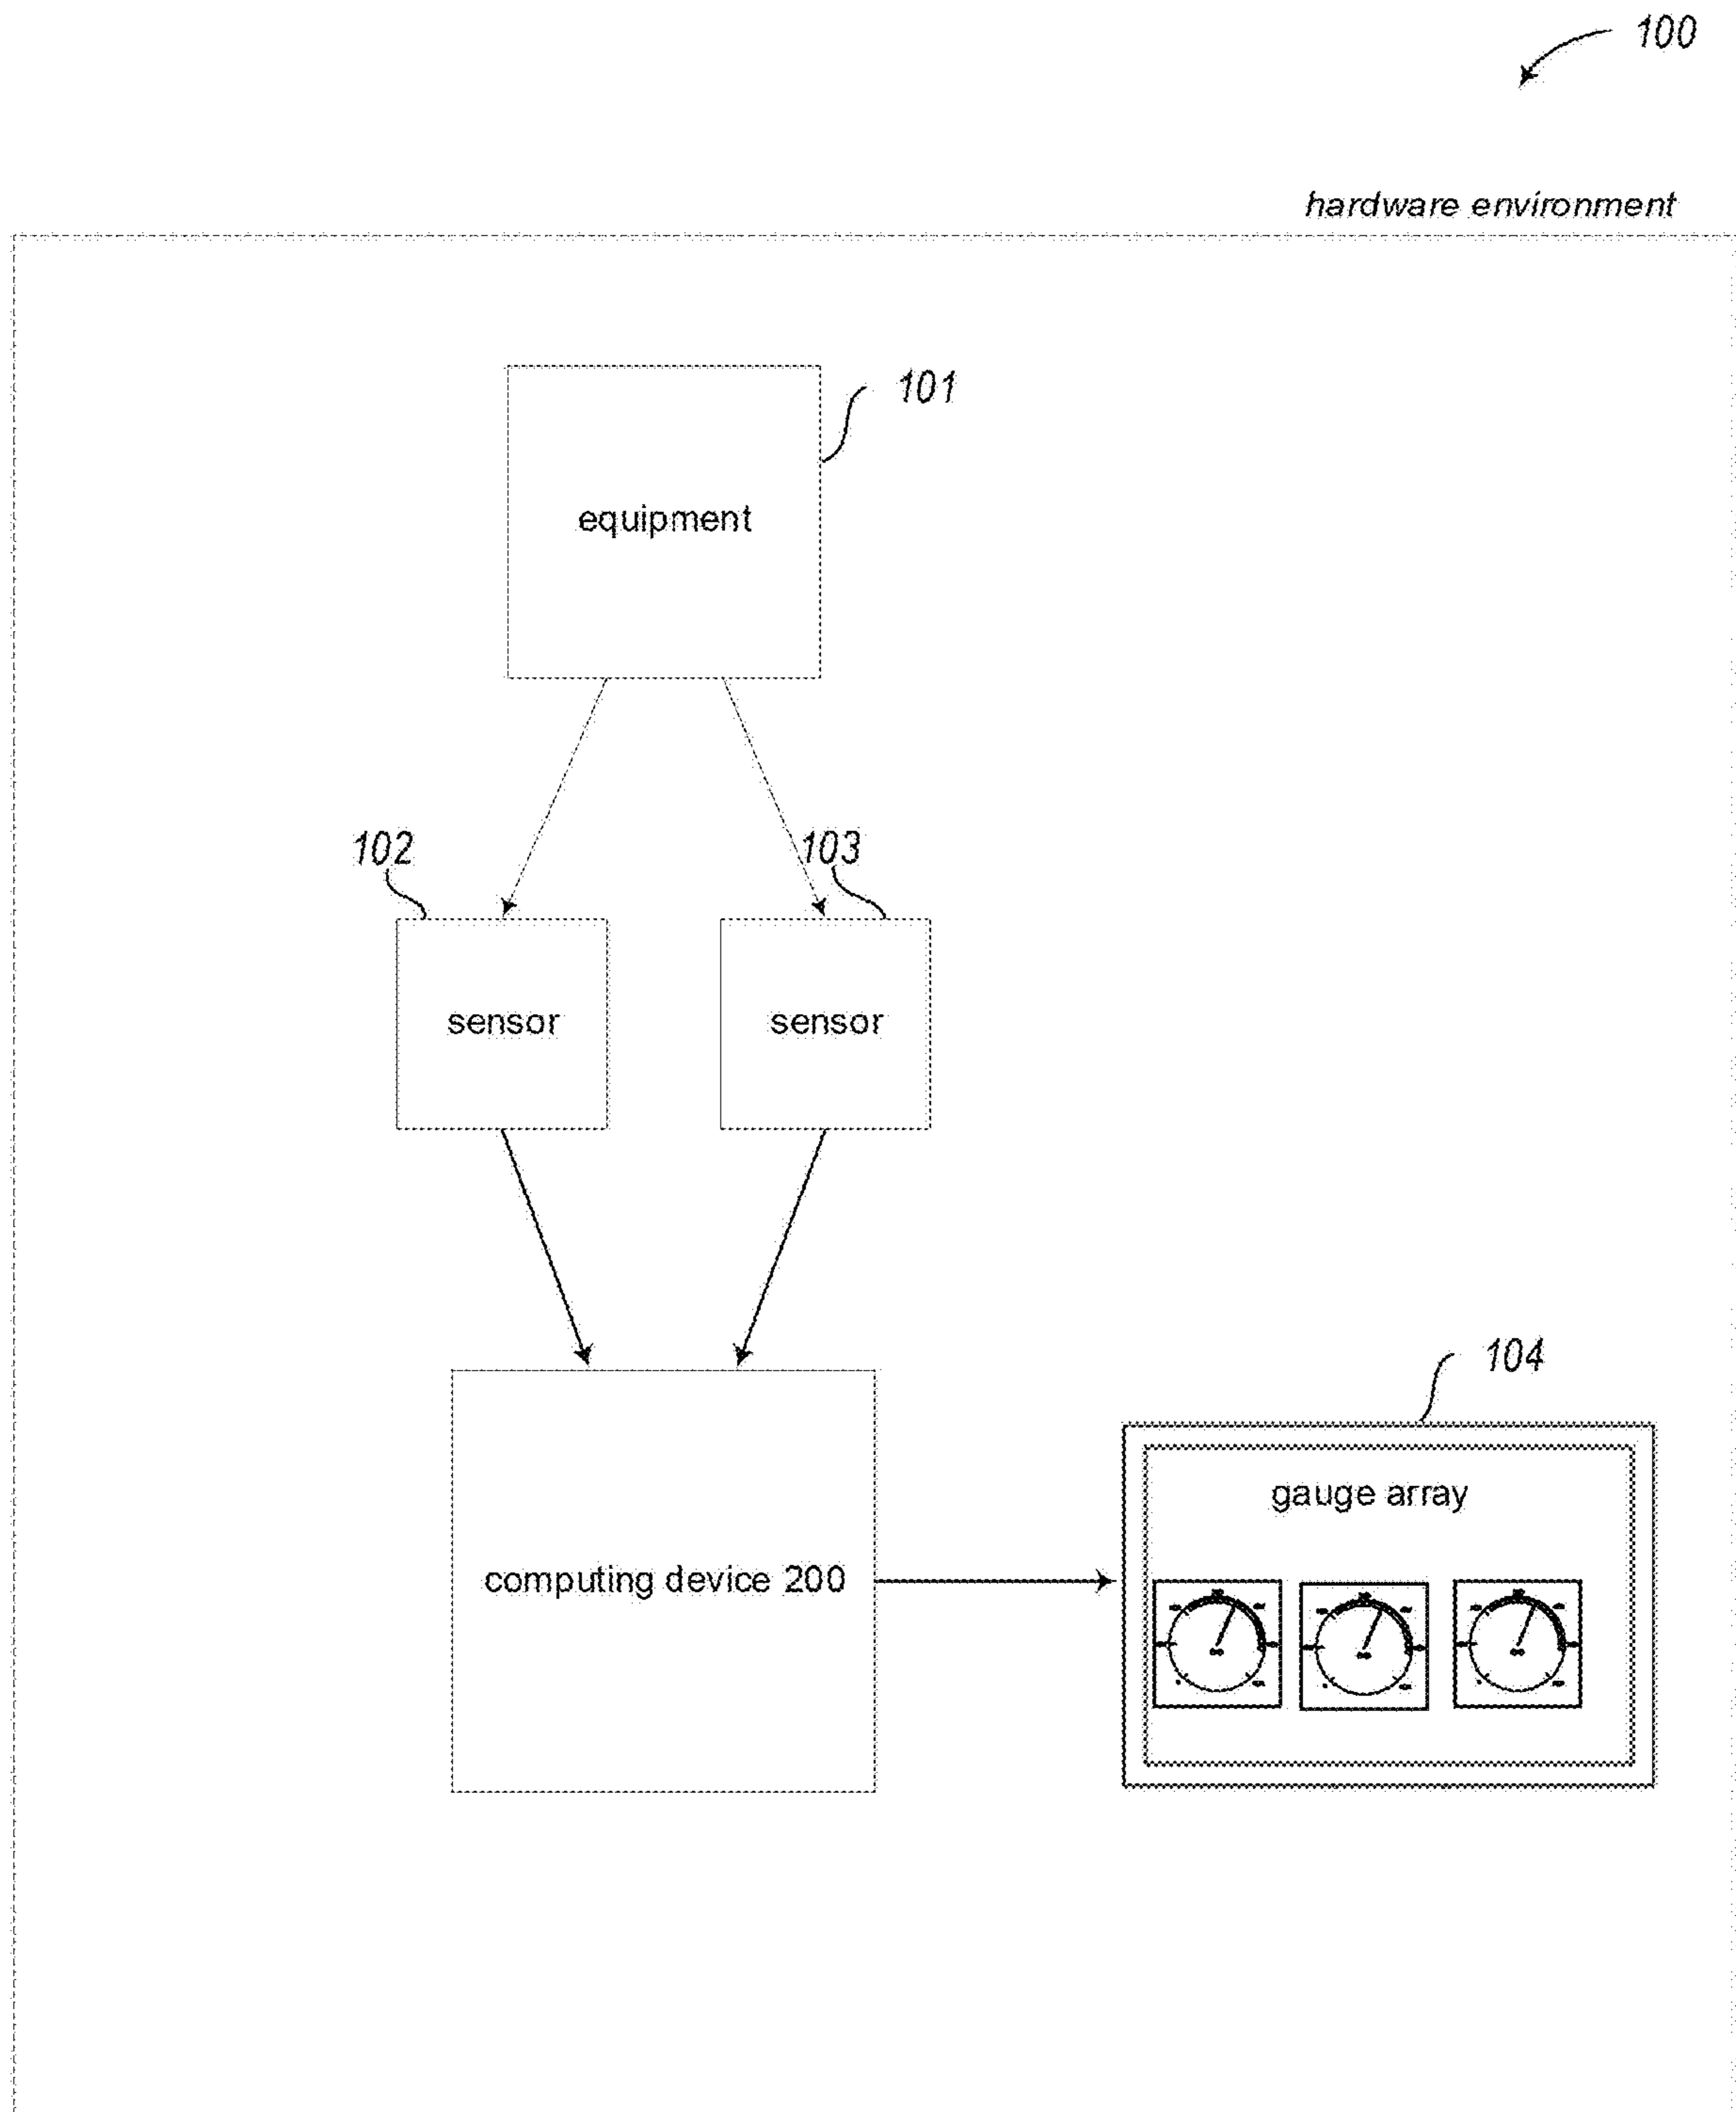 100
hardware environment
101
equipment
102
103
sensor
sensor
104
gauge array
computing device 200